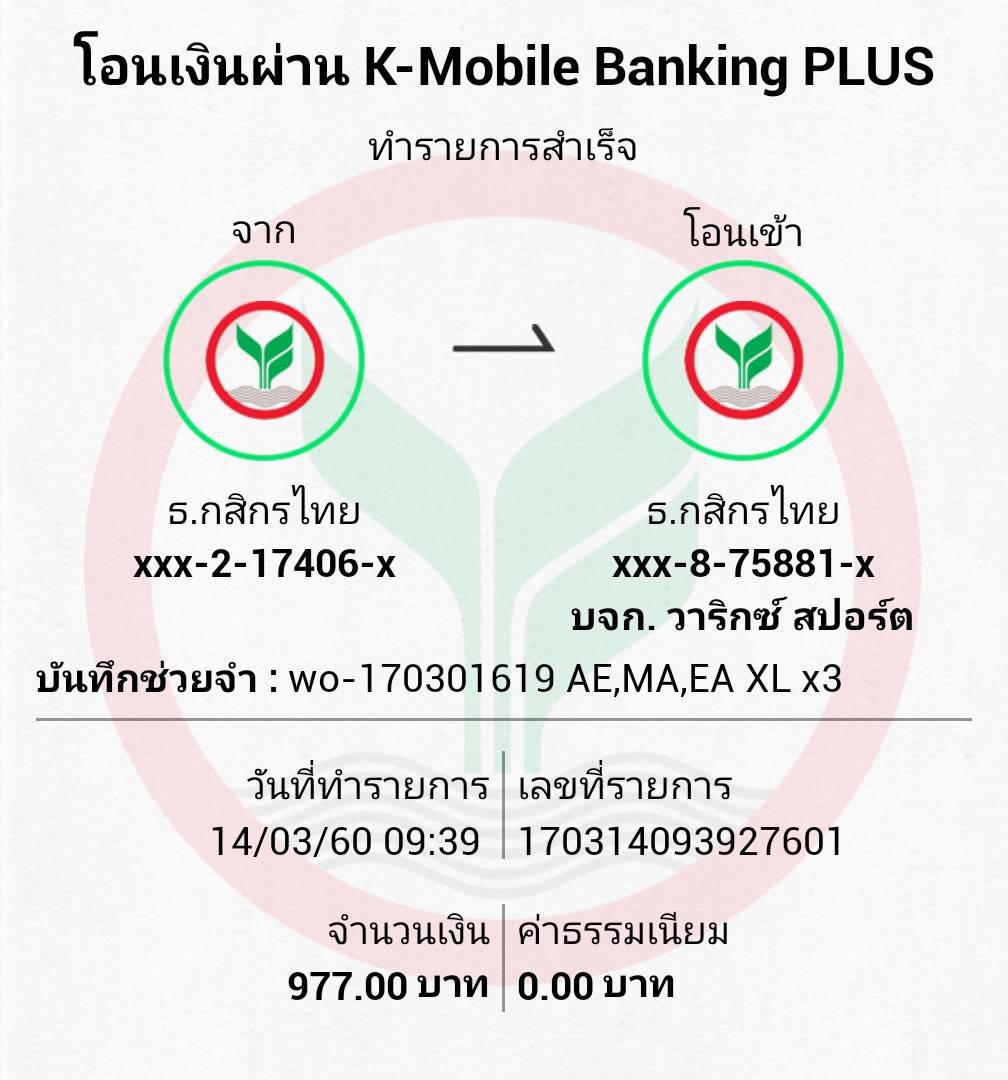 โอนเงินผ่าน K-Mobile Banking PLUS
ทำรายการสำเร็จ
จาก
โอนเข้า
ธ.กสิกรไทย
xxx-2-17406-x
ธ.กสิกรไทย
xxx-8-75881-x
บจก. วาริกซ์ สปอร์ต
บันทึกช่วยจำ : wo-170301619 AE,MA,EA XL x3
วันที่ทำรายการ
14/03/60 09:39
เลขที่รายการ
170314093927601
จำนวนเงิน
977.00 บาท
ค่าธรรมเนียม
0.00 บาท